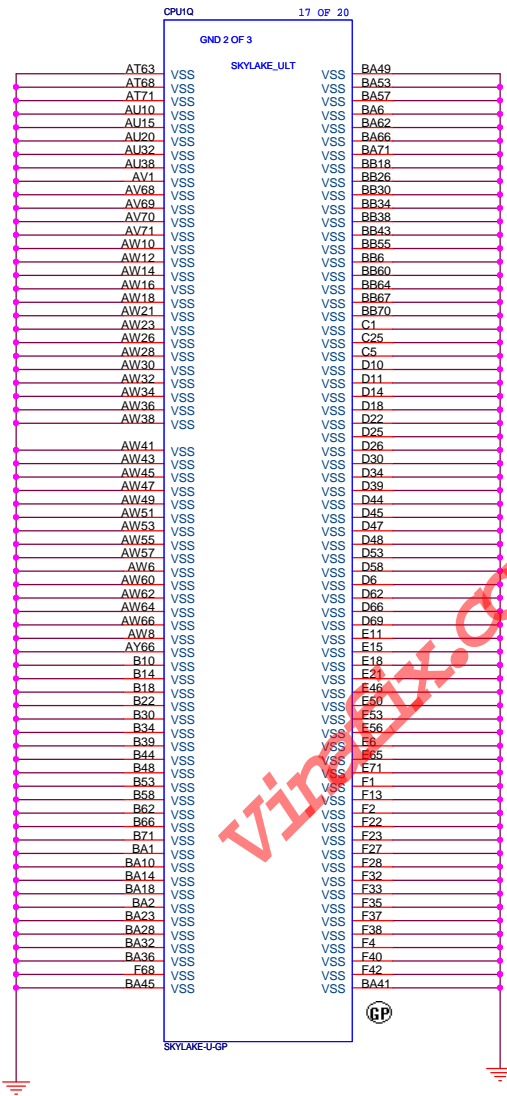 CPU1Q 17 OF 20
GND 2 OF 3
SKYLAKE_ULT
AT63 VSS VSS BA49
AT68 VSS VSS BA53
AT71 VSS VSS BA57
AU10 VSS VSS BA6
AU15 VSS VSS BA62
AU20 VSS VSS BA66
AU32 VSS VSS BA71
AU38 VSS VSS BB18
AV1 VSS VSS BB26
AV68 VSS VSS BB30
AV69 VSS VSS BB34
AV70 VSS VSS BB38
AV71 VSS VSS BB43
AW10 VSS VSS BB55
AW12 VSS VSS BB6
AW14 VSS VSS BB60
AW16 VSS VSS BB64
AW18 VSS VSS BB67
AW21 VSS VSS BB70
AW23 VSS VSS C1
AW26 VSS VSS C25
AW28 VSS VSS C5
AW30 VSS VSS D10
AW32 VSS VSS D11
AW34 VSS VSS D14
AW36 VSS VSS D18
AW38 VSS VSS D22
VSS D25
AW41 VSS VSS D26
AW43 VSS VSS D30
AW45 VSS VSS D34
AW47 VSS VSS D39
AW49 VSS VSS D44
AW51 VSS VSS D45
AW53 VSS VSS D47
AW55 VSS VSS D48
AW57 VSS VSS D53
AW6 VSS VSS D58
AW60 VSS VSS D6
AW62 VSS VSS D62
AW64 VSS VSS D66
AW66 VSS VSS D69
AW8 VSS VSS E11
AY66 VSS VSS E15
B10 VSS VSS E18
B14 VSS VSS E21
B18 VSS VSS E46
B22 VSS VSS E50
B30 VSS VSS E53
B34 VSS VSS E56
B39 VSS VSS E6
B44 VSS VSS E65
B48 VSS VSS E71
B53 VSS VSS F1
B58 VSS VSS F13
B62 VSS VSS F2
B66 VSS VSS F22
B71 VSS VSS F23
BA1 VSS VSS F27
BA10 VSS VSS F28
BA14 VSS VSS F32
BA18 VSS VSS F33
BA2 VSS VSS F35
BA23 VSS VSS F37
BA28 VSS VSS F38
BA32 VSS VSS F4
BA36 VSS VSS F40
F68 VSS VSS F42
BA45 VSS VSS BA41
GP
SKYLAKE-U-GP